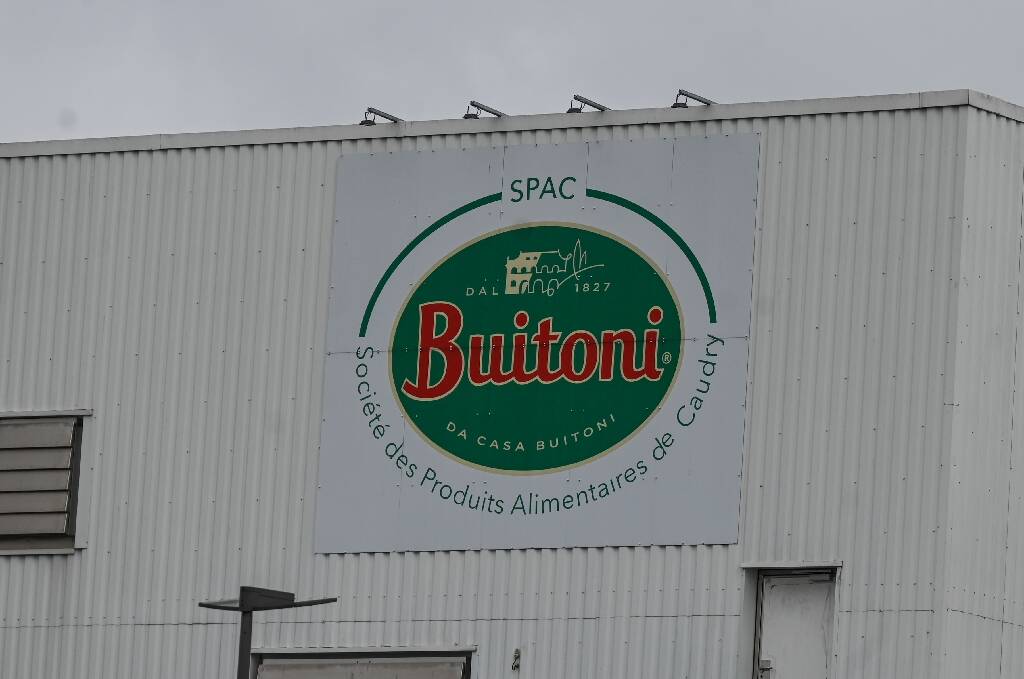 SPAC
DAL 1827
Buitoni®
DA CASA BUITONI
Société des Produits Alimentaires de Caudry